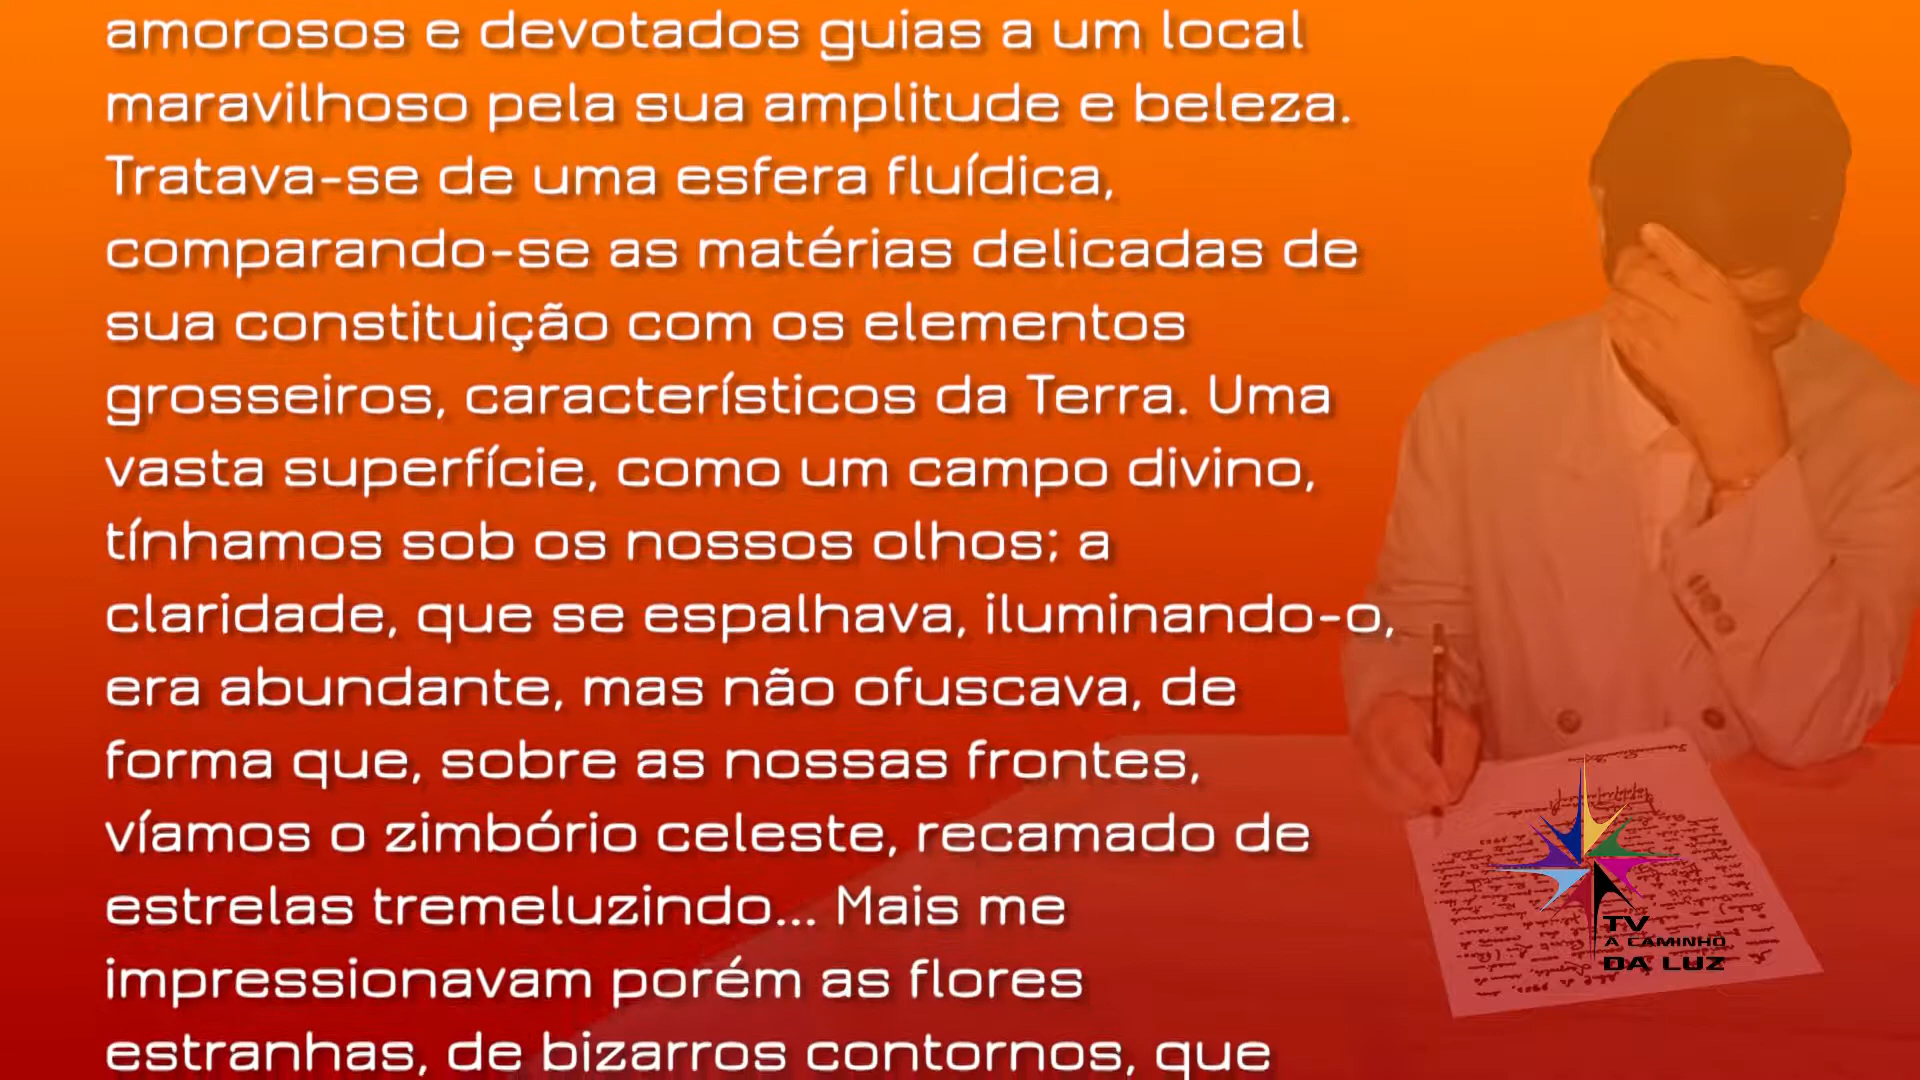 amorosos e devotados guias a um local
maravilhoso pela sua amplitude e beleza.
Tratava-se de uma esfera fluídica,
comparando-se as matérias delicadas de
sua constituição com os elementos
grosseiros, característicos da Terra. Uma
vasta superfície, como um campo divino,
tínhamos sob os nossos olhos; a
claridade, que se espalhava, iluminando-o,
era abundante, mas não ofuscava, de
forma que, sobre as nossas frontes,
víamos o zimbório celeste, recamado de
estrelas tremeluzindo... Mais me
impressionavam porém as flores
estranhas, de bizarros contornos, que
TV
A CAMINHO
DA LUZ